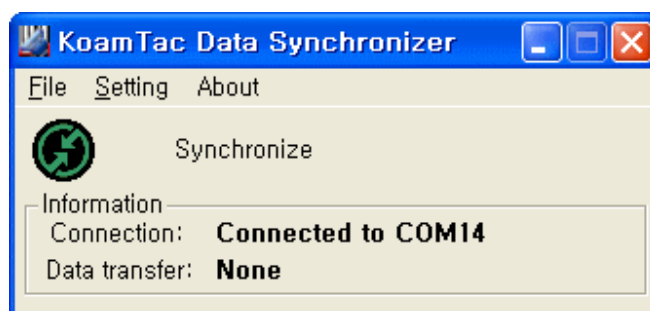 KoamTac Data Synchronizer
File Setting About
Synchronize
Information
Connection: Connected to COM14
Data transfer: None